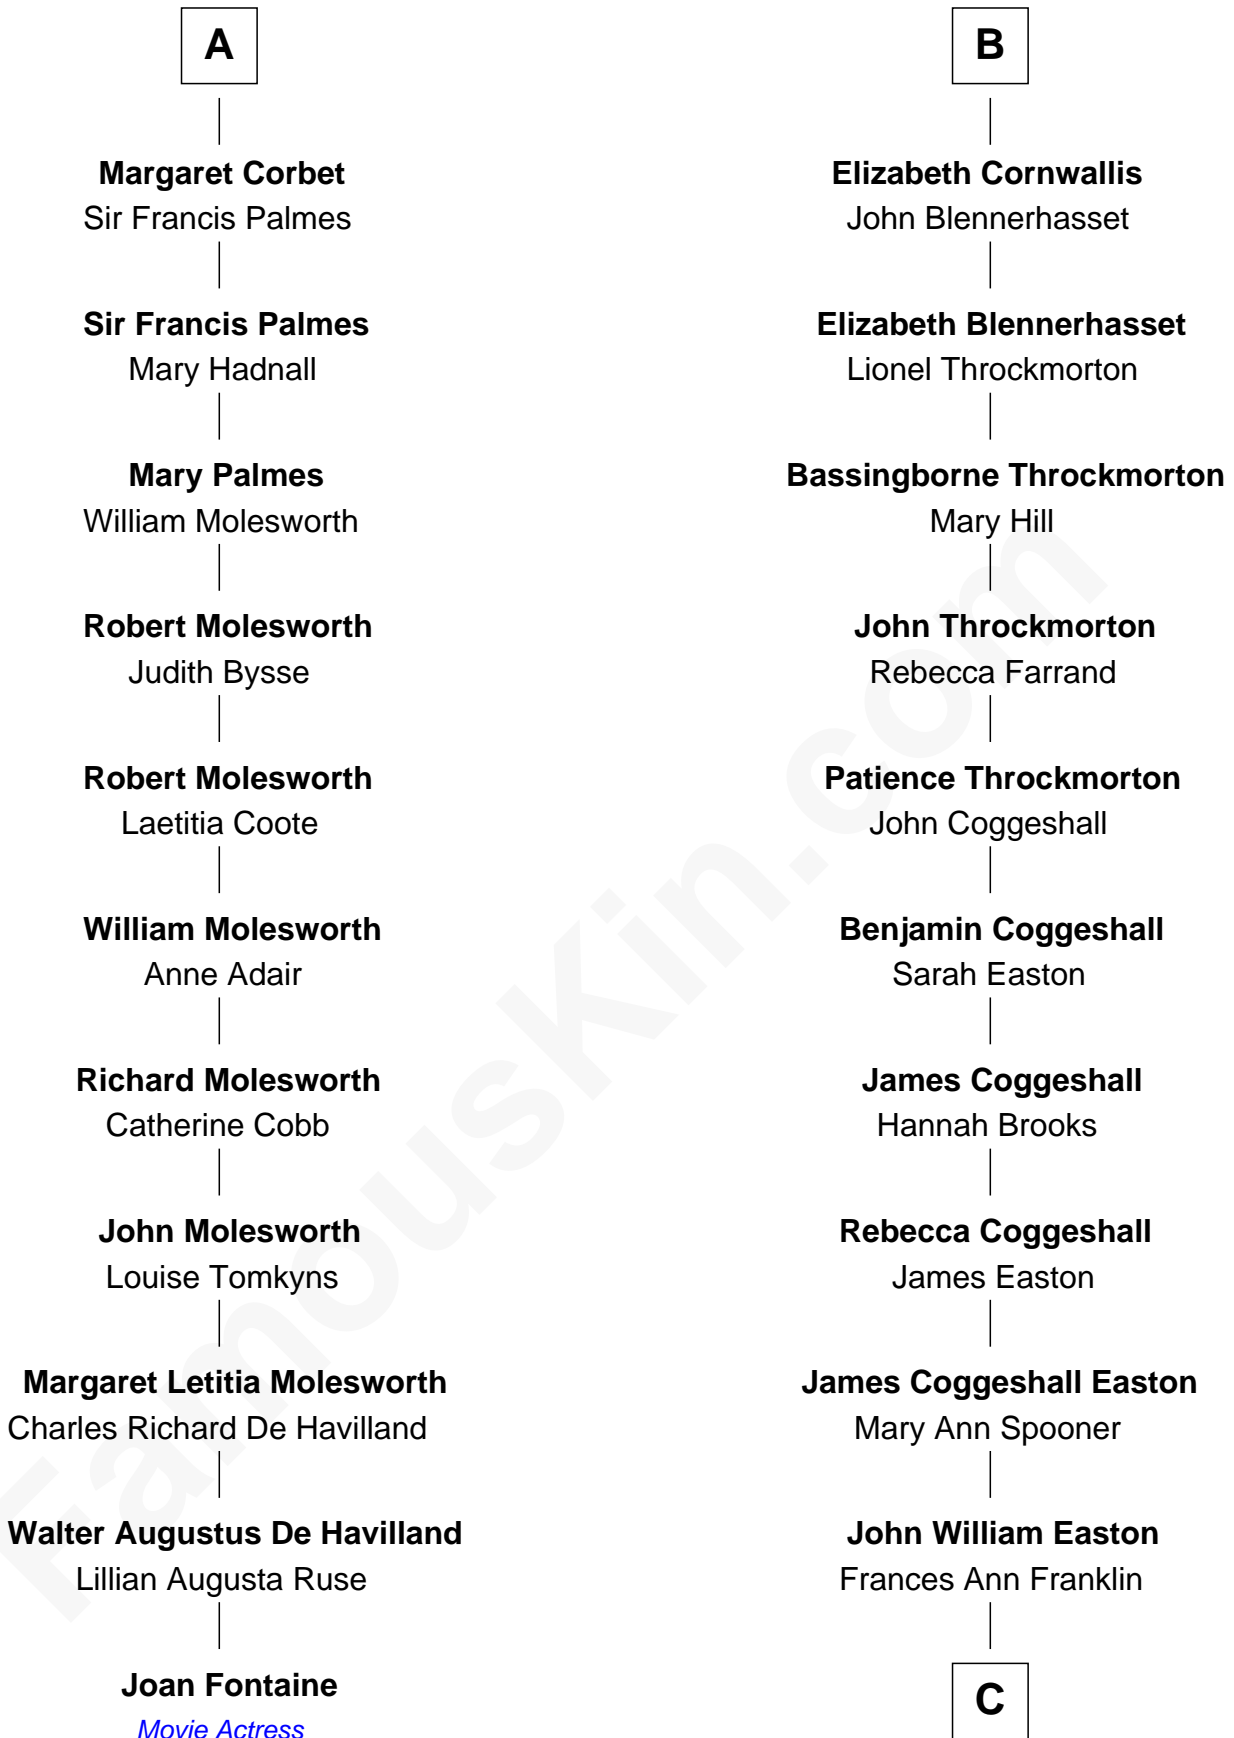 A
Margaret Corbet
Sir Francis Palmes
Sir Francis Palmes
Mary Hadnall
Mary Palmes
William Molesworth
Robert Molesworth
Judith Bysse
Robert Molesworth
Laetitia Coote
William Molesworth
Anne Adair
Richard Molesworth
Catherine Cobb
John Molesworth
Louise Tomkyns
Margaret Letitia Molesworth
Charles Richard De Havilland
Walter Augustus De Havilland
Lillian Augusta Ruse
Joan Fontaine
Movie Actress
B
Elizabeth Cornwallis
John Blennerhasset
Elizabeth Blennerhasset
Lionel Throckmorton
Bassingborne Throckmorton
Mary Hill
John Throckmorton
Rebecca Farrand
Patience Throckmorton
John Coggeshall
Benjamin Coggeshall
Sarah Easton
James Coggeshall
Hannah Brooks
Rebecca Coggeshall
James Easton
James Coggeshall Easton
Mary Ann Spooner
John William Easton
Frances Ann Franklin
C
FamousKin.com